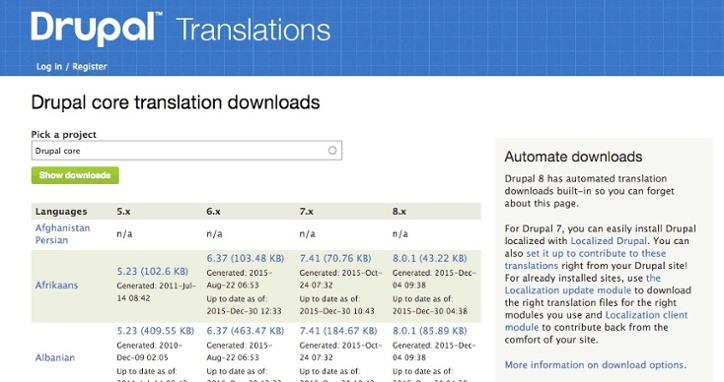 Drupal™ Translations
Log in / Register
Drupal core translation downloads
Pick a project
Drupal core
Show downloads
Languages 5.x 6.x 7.x 8.x
Afghanistan Persian n/a n/a n/a n/a
Afrikaans
5.23 (102.6 KB)
Generated: 2011-Jul-
14 08:42
6.37 (103.48 KB)
Generated: 2015-
Aug-22 06:53
Up to date as of:
2015-Dec-30 12:33
7.41 (70.76 KB)
Generated: 2015-Oct-
24 07:32
Up to date as of:
2015-Dec-30 10:43
8.0.1 (43.22 KB)
Generated: 2015-Dec-
04 09:38
Up to date as of:
2015-Dec-30 04:38
Albanian
5.23 (409.55 KB)
Generated: 2010-
Dec-09 02:05
Up to date as of:
6.37 (463.47 KB)
Generated: 2015-
Aug-22 06:53
Up to date as of:
7.41 (184.67 KB)
Generated: 2015-Oct-
24 07:32
Up to date as of:
8.0.1 (85.89 KB)
Generated: 2015-Dec-
04 09:38
Up to date as of:
Automate downloads
Drupal 8 has automated translation
downloads built-in so you can forget
about this page.
For Drupal 7, you can easily install Drupal
localized with Localized Drupal. You can
also set it up to contribute to these
translations right from your Drupal site!
For already installed sites, use the
Localization update module to download
the right translation files for the right
modules you use and Localization client
module to contribute back from the
comfort of your site.
More information on download options.